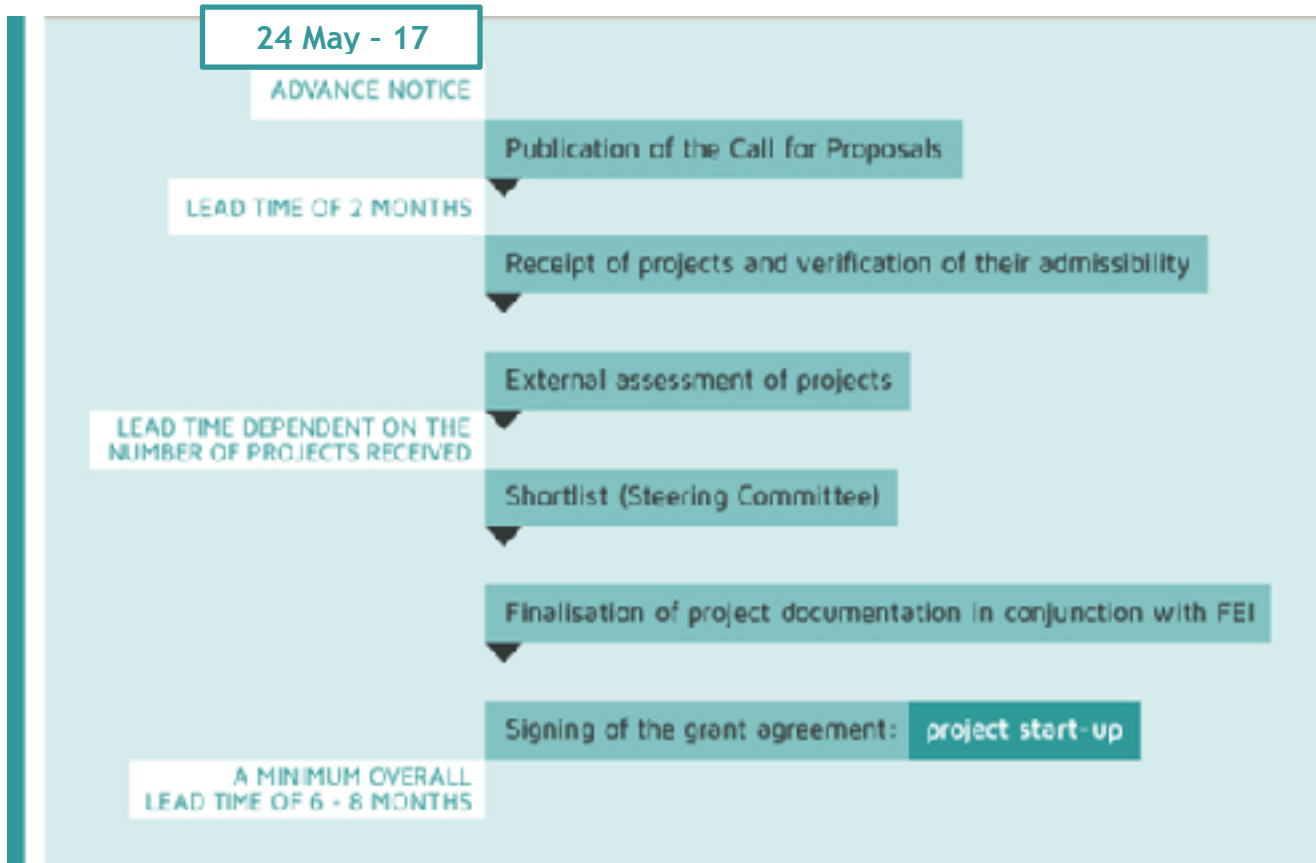 24 May – 17
ADVANCE NOTICE
Publication of the Call for Proposals
LEAD TIME OF 2 MONTHS
Receipt of projects and verification of their admissibility
External assessment of projects
LEAD TIME DEPENDENT ON THE
NUMBER OF PROJECTS RECEIVED
Shortlist (Steering Committee)
Finalisation of project documentation in conjunction with FEI
Signing of the grant agreement: project start-up
A MINIMUM OVERALL
LEAD TIME OF 6 - 8 MONTHS